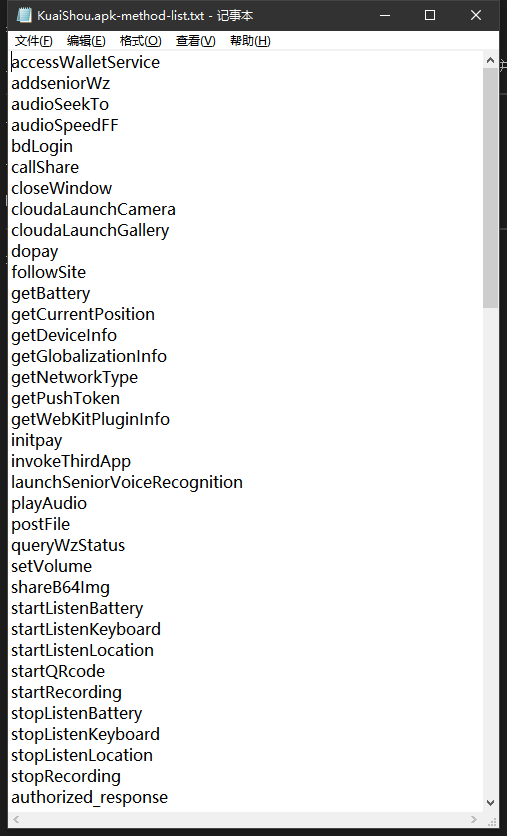 KuaiShou.apk-method-list.txt - 记事本
文件(F) 编辑(E) 格式(O) 查看(V) 帮助(H)
accessWalletService
addseniorWz
audioSeekTo
audioSpeedFF
bdLogin
callShare
closeWindow
cloudaLaunchCamera
cloudaLaunchGallery
dopay
followSite
getBattery
getCurrentPosition
getDeviceInfo
getGlobalizationInfo
getNetworkType
getPushToken
getWebKitPluginInfo
initpay
invokeThirdApp
launchSeniorVoiceRecognition
playAudio
postFile
queryWzStatus
setVolume
shareB64Img
startListenBattery
startListenKeyboard
startListenLocation
startQRcode
startRecording
stopListenBattery
stopListenKeyboard
stopListenLocation
stopRecording
authorized_response